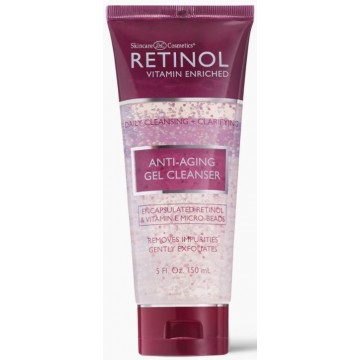 Skincare LdeL Cosmetics®
RETINOL
VITAMIN ENRICHED
DAILY CLEANSING + CLARIFYING
ANTI-AGING
GEL CLEANSER
ENCAPSULATED RETINOL
& VITAMIN E MICRO-BEADS
REMOVES IMPURITIES
GENTLY EXFOLIATES
5 Fl. Oz. 150 mL